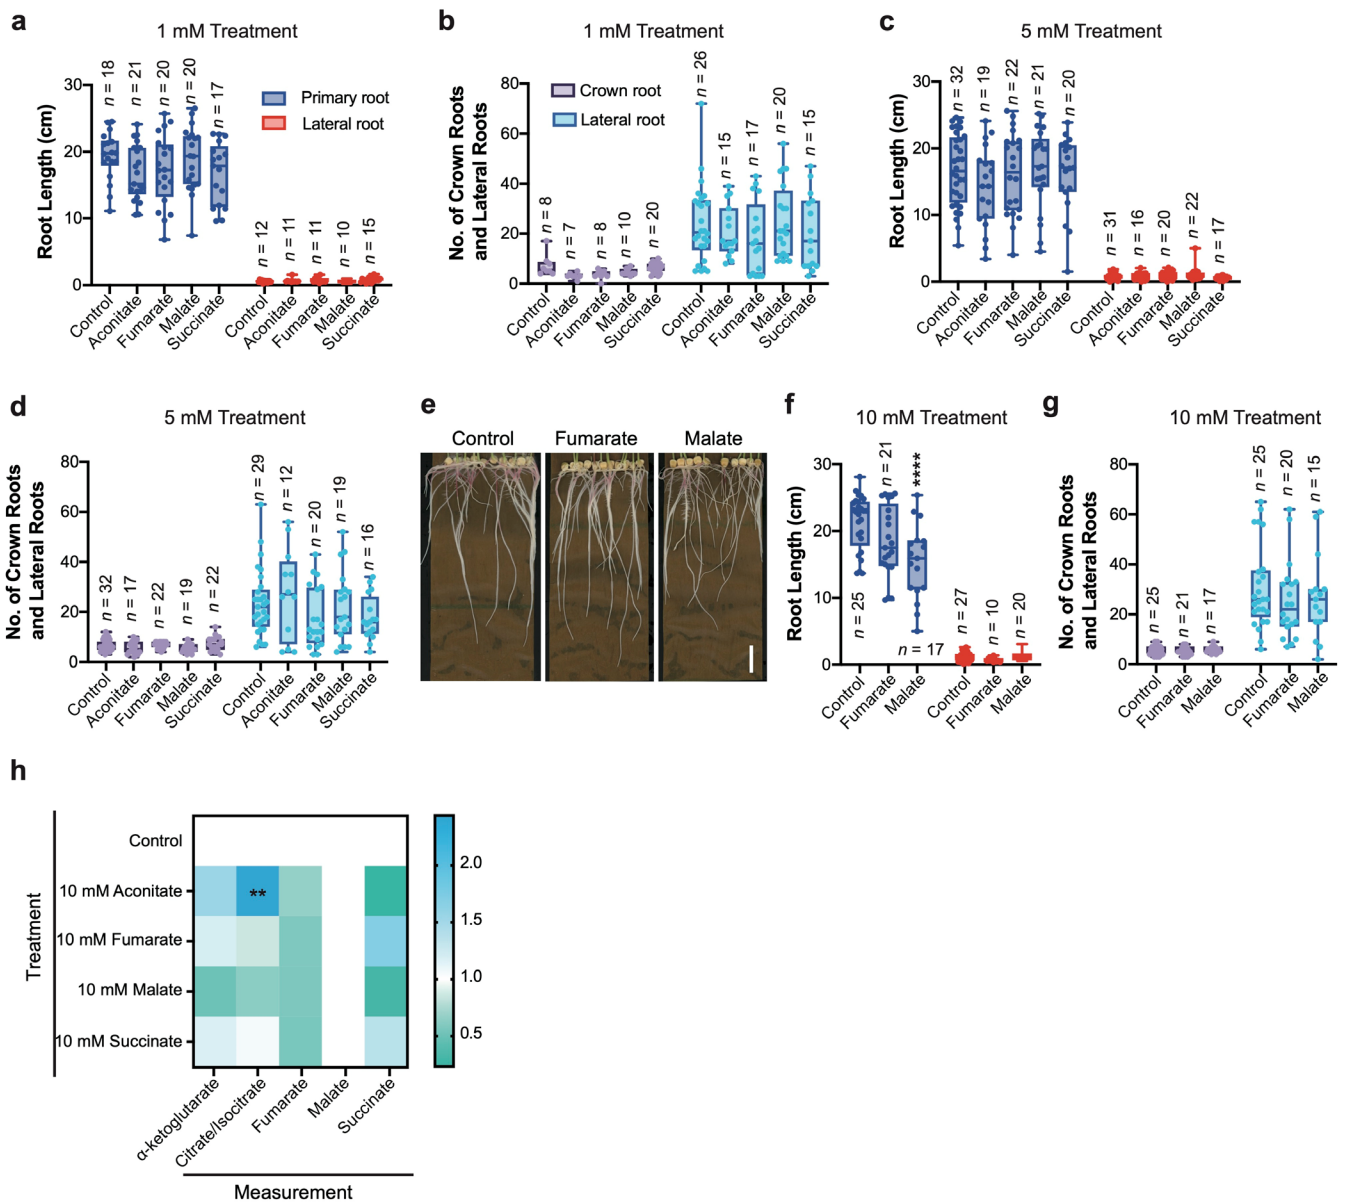 a
1 mM Treatment
Root Length (cm)
30
20
10
0
n = 18
n = 21
n = 20
n = 20
n = 17
Primary root
Lateral root
n = 12
n = 11
n = 11
n = 10
n = 15
Control
Aconitate
Fumarate
Malate
Succinate
Control
Aconitate
Fumarate
Malate
Succinate
b
1 mM Treatment
No. of Crown Roots
and Lateral Roots
80
60
40
20
0
Crown root
Lateral root
n = 8
n = 7
n = 8
n = 10
n = 20
n = 26
n = 15
n = 17
n = 20
n = 15
Control
Aconitate
Fumarate
Malate
Succinate
Control
Aconitate
Fumarate
Malate
Succinate
c
5 mM Treatment
Root Length (cm)
30
20
10
0
n = 32
n = 19
n = 22
n = 21
n = 20
n = 31
n = 16
n = 20
n = 22
n = 17
Control
Aconitate
Fumarate
Malate
Succinate
Control
Aconitate
Fumarate
Malate
Succinate
d
5 mM Treatment
No. of Crown Roots
and Lateral Roots
80
60
40
20
0
n = 32
n = 17
n = 22
n = 19
n = 22
n = 29
n = 12
n = 20
n = 19
n = 16
Control
Aconitate
Fumarate
Malate
Succinate
Control
Aconitate
Fumarate
Malate
Succinate
e
Control
Fumarate
Malate
f
10 mM Treatment
Root Length (cm)
30
20
10
0
n = 25
n = 21
****
n = 17
n = 27
n = 10
n = 20
Control
Fumarate
Malate
Control
Fumarate
Malate
g
10 mM Treatment
No. of Crown Roots
and Lateral Roots
80
60
40
20
0
n = 25
n = 21
n = 17
n = 25
n = 20
n = 15
Control
Fumarate
Malate
Control
Fumarate
Malate
h
Treatment
Control
10 mM Aconitate
10 mM Fumarate
10 mM Malate
10 mM Succinate
**
2.0
1.5
1.0
0.5
α-ketoglutarate
Citrate/Isocitrate
Fumarate
Malate
Succinate
Measurement